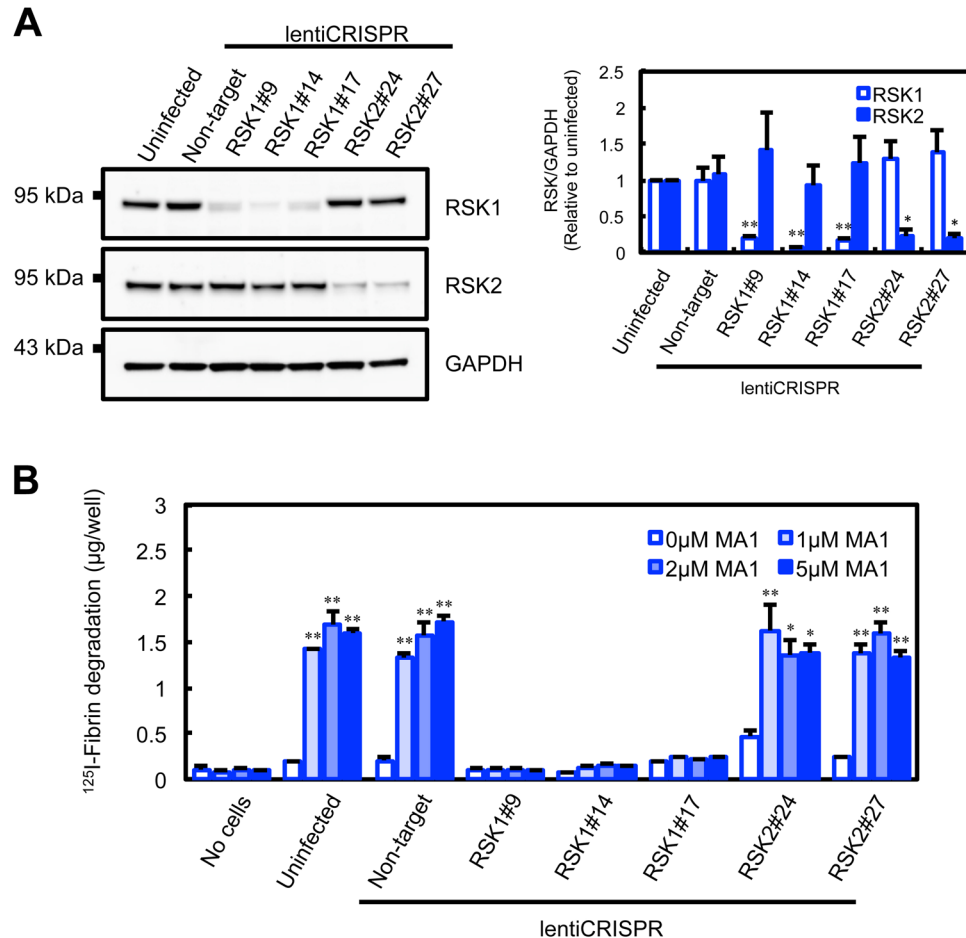 A
lentiCRISPR
Uninfected
Non-target
RSK1#9
RSK1#14
RSK1#17
RSK2#24
RSK2#27
95 kDa
RSK1
95 kDa
RSK2
43 kDa
GAPDH
RSK/GAPDH
(Relative to uninfected)
2.5
2
1.5
1
0.5
0
RSK1
RSK2
**
**
**
*
*
Uninfected
Non-target
RSK1#9
RSK1#14
RSK1#17
RSK2#24
RSK2#27
lentiCRISPR
B
¹²⁵I-Fibrin degradation (µg/well)
3
2.5
2
1.5
1
0.5
0
0µM MA1
1µM MA1
2µM MA1
5µM MA1
** ** **
** ** **
** * *
** ** **
No cells
Uninfected
Non-target
RSK1#9
RSK1#14
RSK1#17
RSK2#24
RSK2#27
lentiCRISPR